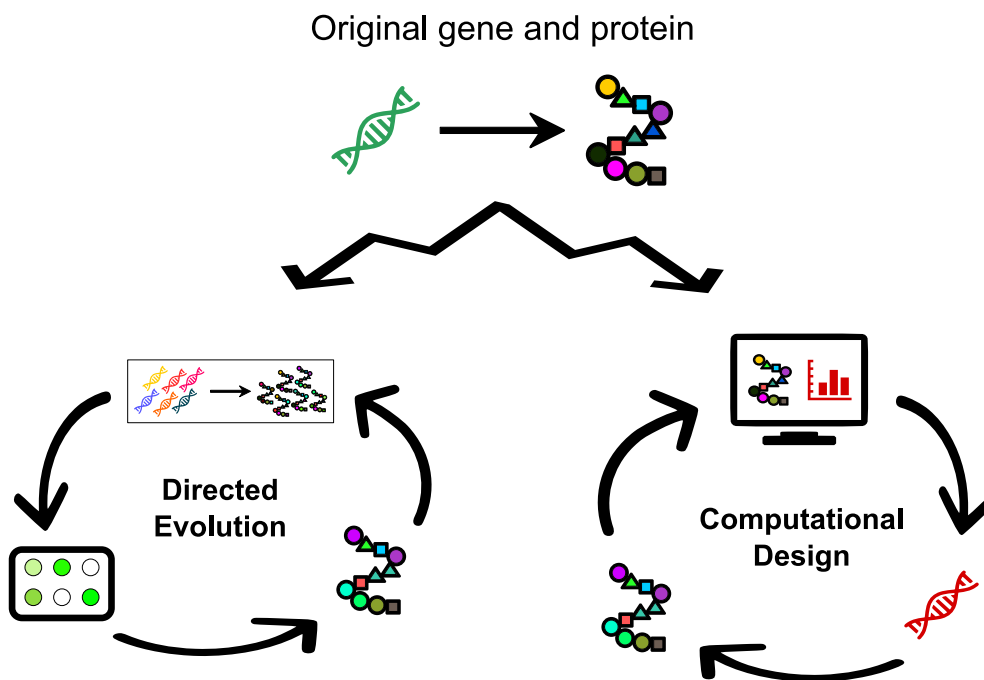 Original gene and protein
Directed
Evolution
Computational
Design